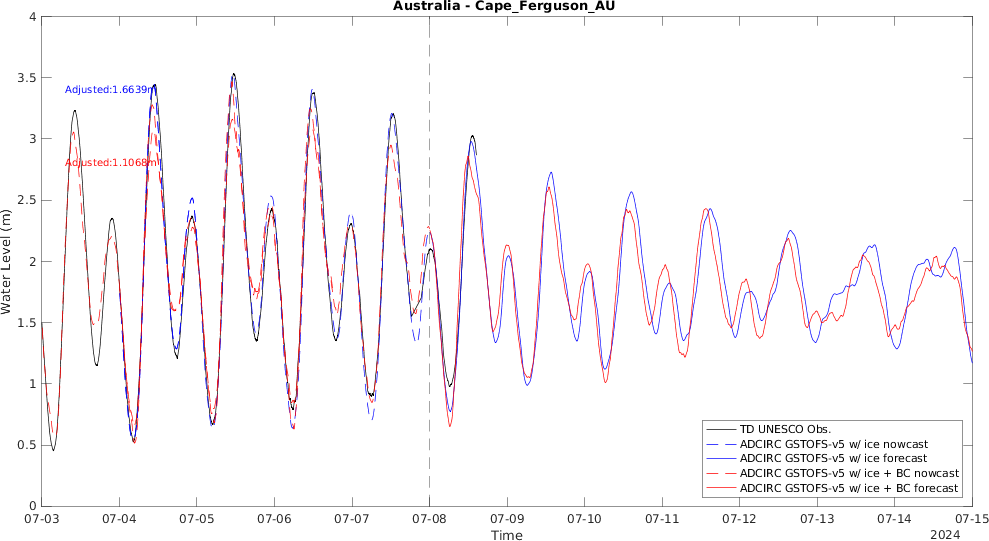 Australia - Cape_Ferguson_AU
4
3.5
3
2.5
2
1.5
1
0.5
0
Water Level (m)
Adjusted:1.6639m
Adjusted:1.1068m
TD UNESCO Obs.
ADCIRC GSTOFS-v5 w/ ice nowcast
ADCIRC GSTOFS-v5 w/ ice forecast
ADCIRC GSTOFS-v5 w/ ice + BC nowcast
ADCIRC GSTOFS-v5 w/ ice + BC forecast
07-03 07-04 07-05 07-06 07-07 07-08 07-09 07-10 07-11 07-12 07-13 07-14 07-15
Time
2024